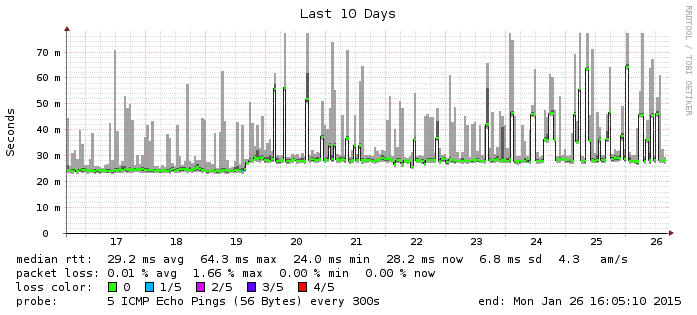 Last 10 Days
RRDTOOL / TOBI OETIKER
Seconds
70 m
60 m
50 m
40 m
30 m
20 m
10 m
0
17 18 19 20 21 22 23 24 25 26
median rtt: 29.2 ms avg 64.3 ms max 24.0 ms min 28.2 ms now 6.8 ms sd 4.3 am/s
packet loss: 0.01 % avg 1.66 % max 0.00 % min 0.00 % now
loss color: 0 1/5 2/5 3/5 4/5
probe: 5 ICMP Echo Pings (56 Bytes) every 300s end: Mon Jan 26 16:05:10 2015